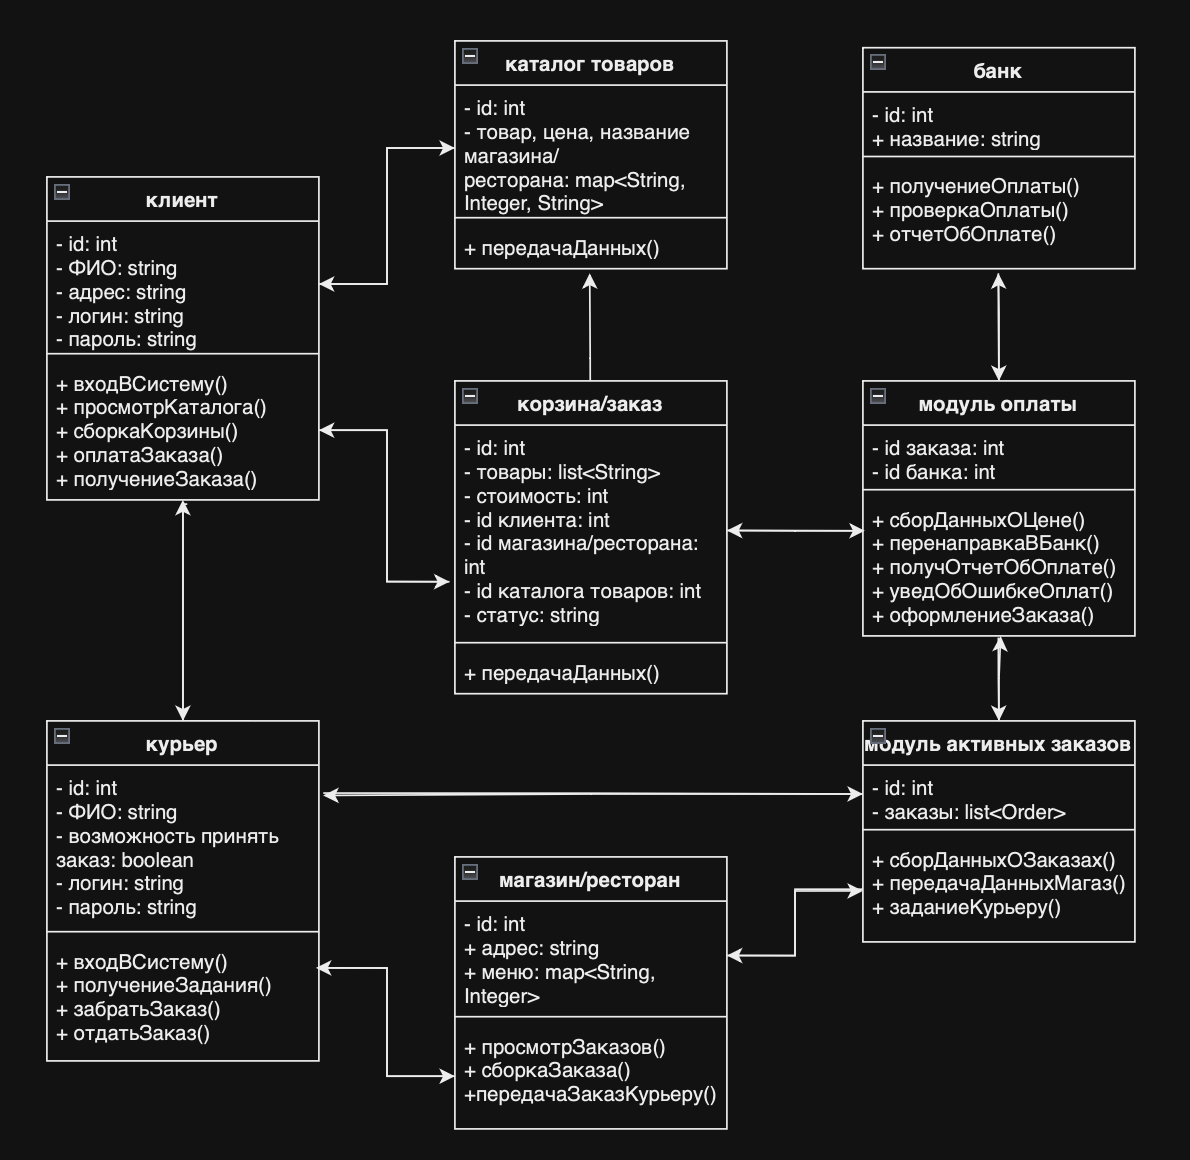 каталог товаров
- id: int
- товар, цена, название
магазина/
ресторана: map<String,
Integer, String>
+ передачаДанных()
банк
- id: int
+ название: string
+ получениеОплаты()
+ проверкаОплаты()
+ отчетОбОплате()
клиент
- id: int
- ФИО: string
- адрес: string
- логин: string
- пароль: string
+ входВСистему()
+ просмотрКаталога()
+ сборкаКорзины()
+ оплатаЗаказа()
+ получениеЗаказа()
корзина/заказ
- id: int
- товары: list<String>
- стоимость: int
- id клиента: int
- id магазина/ресторана:
int
- id каталога товаров: int
- статус: string
+ передачаДанных()
модуль оплаты
- id заказа: int
- id банка: int
+ сборДанныхОЦене()
+ перенаправкаВБанк()
+ получОтчетОбОплате()
+ уведОбОшибкеОплат()
+ оформлениеЗаказа()
курьер
- id: int
- ФИО: string
- возможность принять
заказ: boolean
- логин: string
- пароль: string
+ входВСистему()
+ получениеЗадания()
+ забратьЗаказ()
+ отдатьЗаказ()
магазин/ресторан
- id: int
+ адрес: string
+ меню: map<String,
Integer>
+ просмотрЗаказов()
+ сборкаЗаказа()
+передачаЗаказКурьеру()
модуль активных заказов
- id: int
- заказы: list<Order>
+ сборДанныхОЗаказах()
+ передачаДанныхМагаз()
+ заданиеКурьеру()